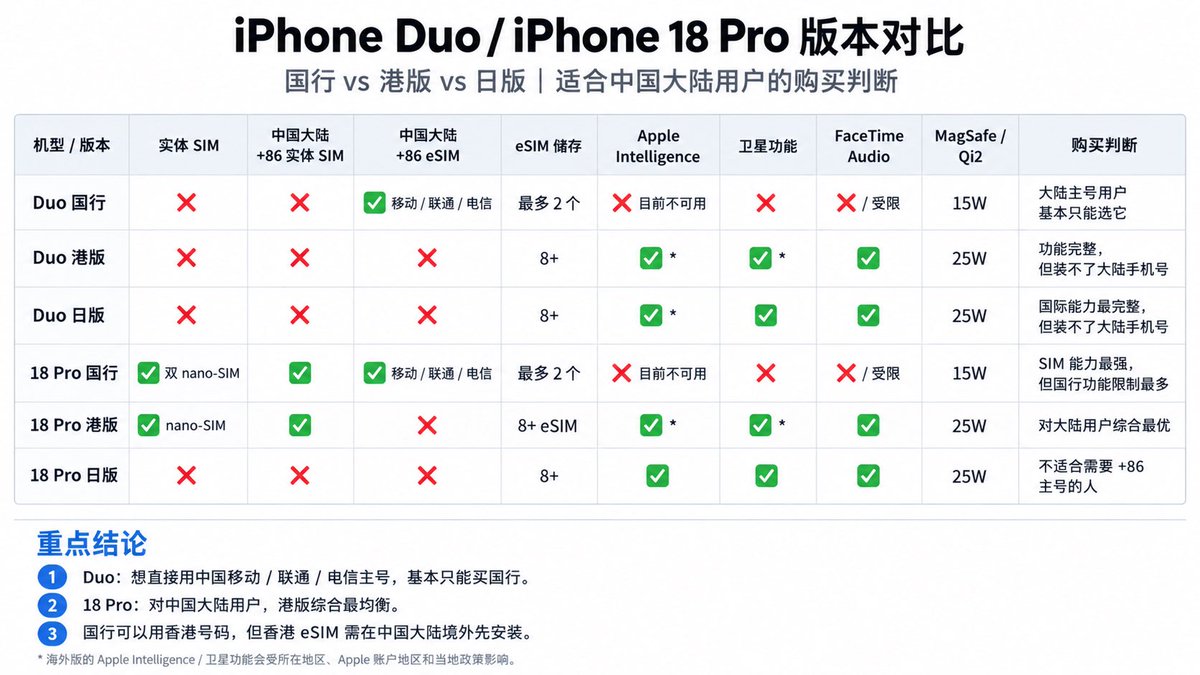 iPhone Duo / iPhone 18 Pro 版本对比
国行 vs 港版 vs 日版 | 适合中国大陆用户的购买判断
机型 / 版本 实体 SIM 中国大陆 +86 实体 SIM 中国大陆 +86 eSIM eSIM 储存 Apple Intelligence 卫星功能 FaceTime Audio MagSafe / Qi2 购买判断
Duo 国行 ❌ ❌ ✅ 移动 / 联通 / 电信 最多 2 个 ❌ 目前不可用 ❌ ❌ / 受限 15W 大陆主号用户 基本只能选它
Duo 港版 ❌ ❌ ❌ 8+ ✅ * ✅ * ✅ 25W 功能完整， 但装不了大陆手机号
Duo 日版 ❌ ❌ ❌ 8+ ✅ * ✅ ✅ 25W 国际能力最完整， 但装不了大陆手机号
18 Pro 国行 ✅ 双 nano-SIM ✅ ✅ 移动 / 联通 / 电信 最多 2 个 ❌ 目前不可用 ❌ ❌ / 受限 15W SIM 能力最强， 但国行功能限制最多
18 Pro 港版 ✅ nano-SIM ✅ ❌ 8+ eSIM ✅ * ✅ * ✅ 25W 对大陆用户综合最优
18 Pro 日版 ❌ ❌ ❌ 8+ ✅ ✅ ✅ 25W 不适合需要 +86 主号的人
重点结论
1 Duo：想直接用中国移动 / 联通 / 电信主号，基本只能买国行。
2 18 Pro：对中国大陆用户，港版综合最均衡。
3 国行可以用香港号码，但香港 eSIM 需在中国大陆境外先安装。
* 海外版的 Apple Intelligence / 卫星功能会受所在地区、Apple 账户地区和当地政策影响。